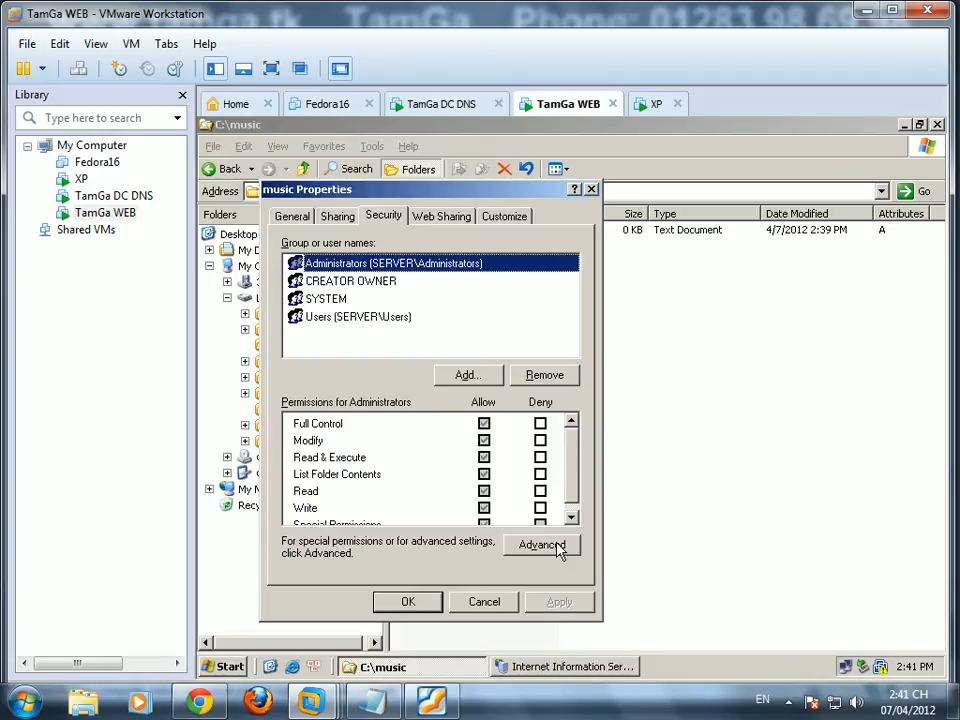 TamGa WEB - VMware Workstation
File Edit View VM Tabs Help
Library
Type here to search
My Computer
Fedora16
XP
TamGa DC DNS
TamGa WEB
Shared VMs
Home
Fedora16
TamGa DC DNS
TamGa WEB
XP
C:\music
File Edit View Favorites Tools Help
Back
Search
Folders
Address
Go
Folders
Size Type Date Modified Attributes
0 KB Text Document 4/7/2012 2:39 PM A
Desktop
My D
My C
L
My N
Recy
music Properties
General Sharing Security Web Sharing Customize
Group or user names:
Administrators (SERVER\Administrators)
CREATOR OWNER
SYSTEM
Users (SERVER\Users)
Add... Remove
Permissions for Administrators Allow Deny
Full Control
Modify
Read & Execute
List Folder Contents
Read
Write
Special Permissions
For special permissions or for advanced settings,
click Advanced.
Advanced
OK Cancel Apply
Start
C:\music
Internet Information Ser...
2:41 PM
EN
2:41 CH
07/04/2012